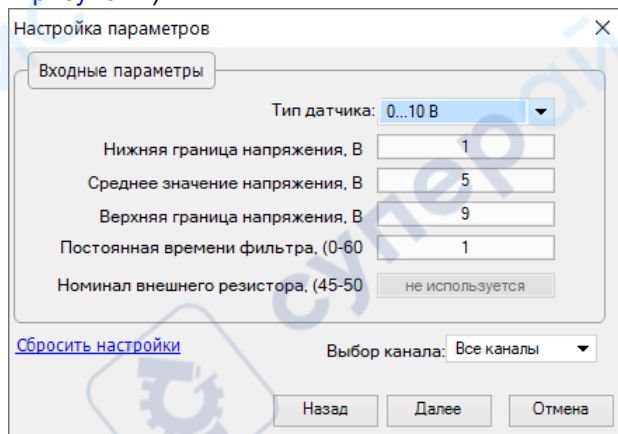 Настройка параметров
Входные параметры
Тип датчика: 0...10 В
Нижняя граница напряжения, В 1
Среднее значение напряжения, В 5
Верхняя граница напряжения, В 9
Постоянная времени фильтра, (0-60 1
Номинал внешнего резистора, (45-50 не используется
Сбросить настройки Выбор канала: Все каналы
Назад Далее Отмена
супер